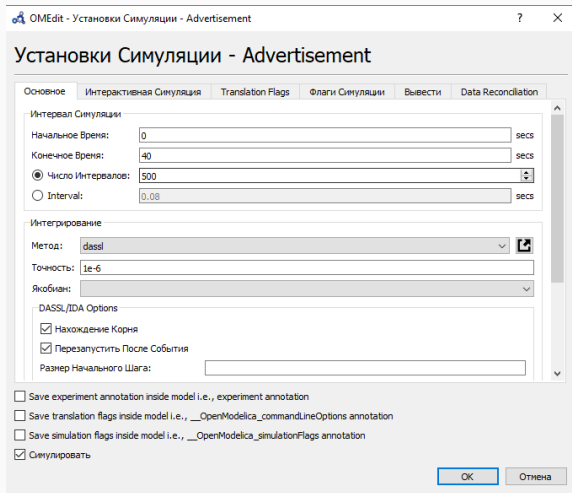 OMEdit - Установки Симуляции - Advertisement
Установки Симуляции - Advertisement
Основное Интерактивная Симуляция Translation Flags Флаги Симуляции Вывести Data Reconciliation
Интервал Симуляции
Начальное Время: 0 secs
Конечное Время: 40 secs
Число Интервалов: 500
Interval: 0.08 secs
Интегрирование
Метод: dassl
Точность: 1e-6
Якобиан:
DASSL/IDA Options
Нахождение Корня
Перезапустить После События
Размер Начального Шага:
Save experiment annotation inside model i.e., experiment annotation
Save translation flags inside model i.e., __OpenModelica_commandLineOptions annotation
Save simulation flags inside model i.e., __OpenModelica_simulationFlags annotation
Симулировать
OK Отмена